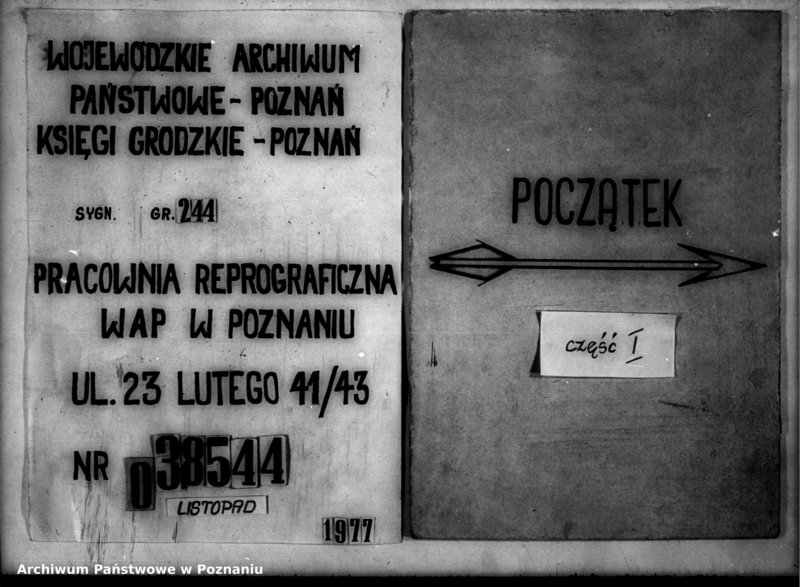 WOJEWÓDZKIE ARCHIWUM
PAŃSTWOWE - POZNAŃ
KSIĘGI GRODZKIE - POZNAŃ
SYGN. GR. 244
PRACOWNIA REPROGRAFICZNA
WAP W POZNANIU
UL. 23 LUTEGO 41/43
NR 038544
LISTOPAD
1977
POCZĄTEK
część I
Archiwum Państwowe w Poznaniu